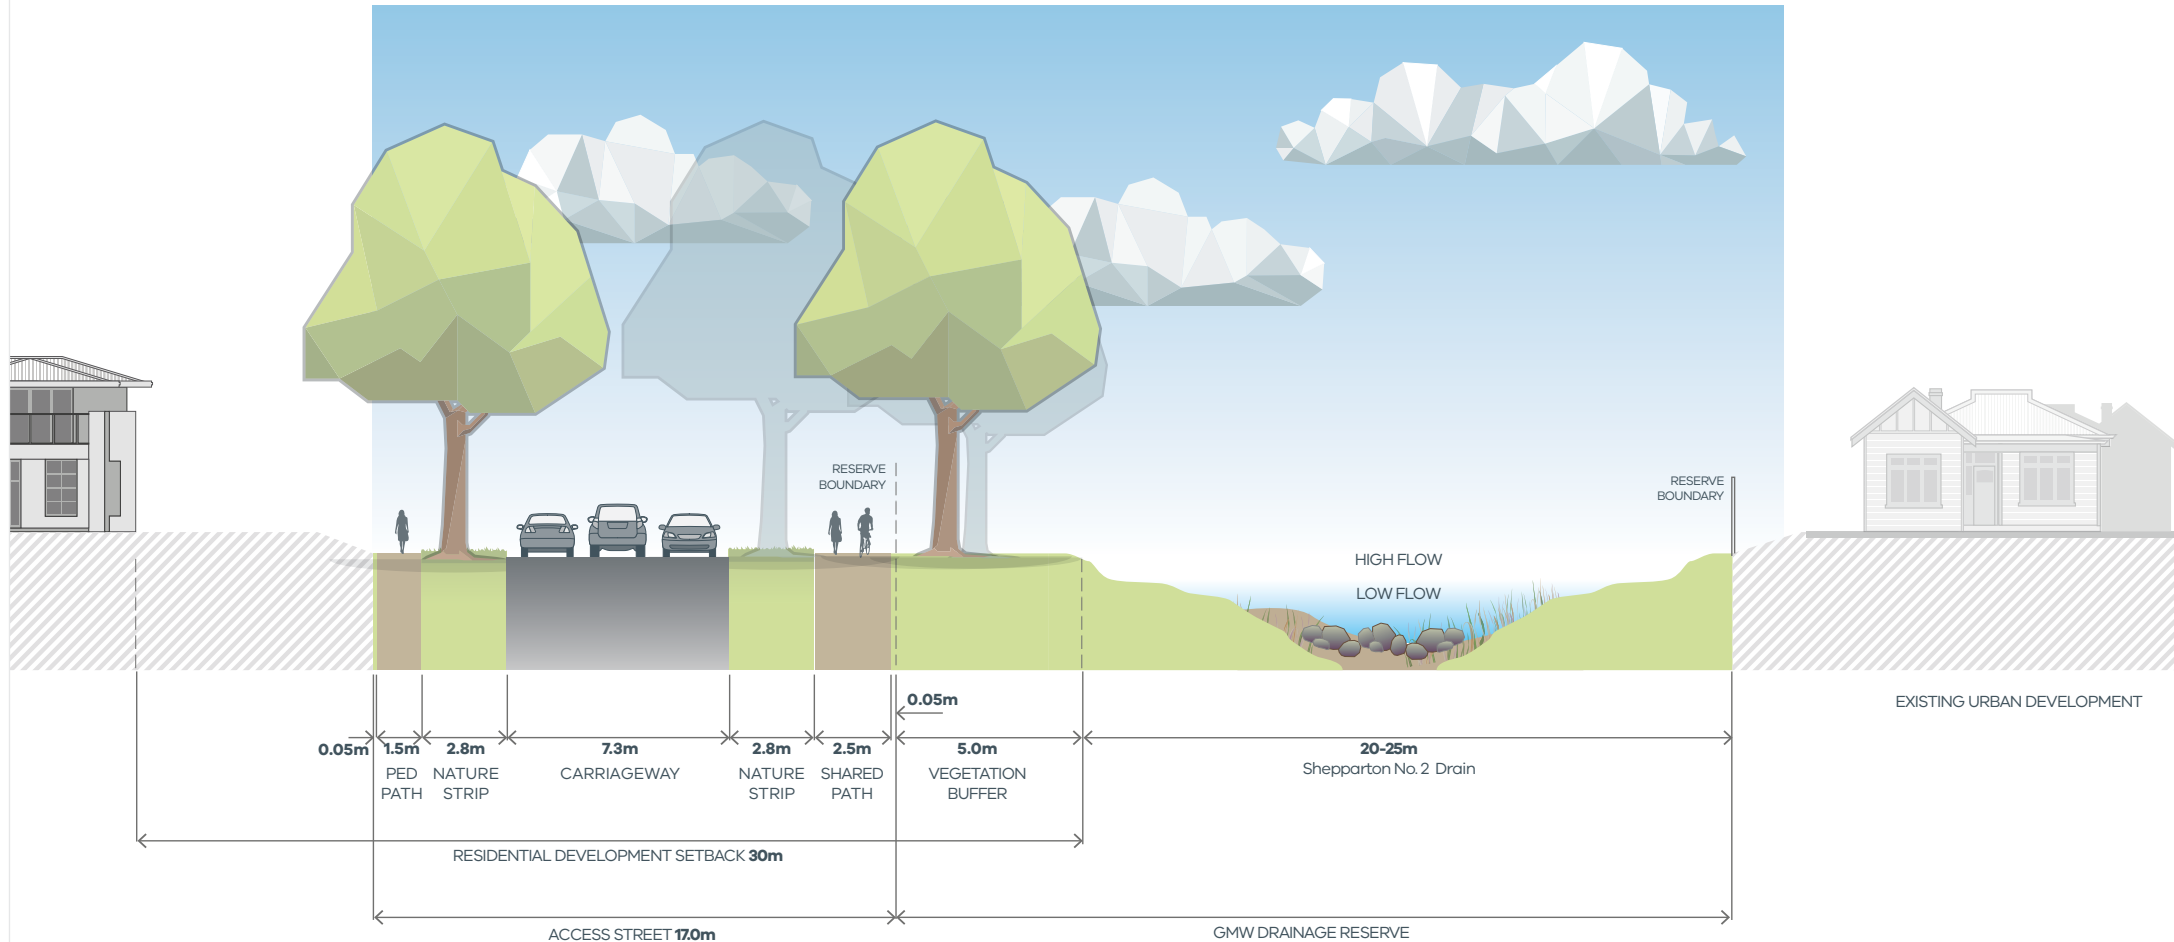 RESERVE
BOUNDARY
RESERVE
BOUNDARY
HIGH FLOW
LOW FLOW
EXISTING URBAN DEVELOPMENT
0.05m
0.05m
1.5m
2.8m
7.3m
2.8m
2.5m
5.0m
20-25m
PED
PATH
NATURE
STRIP
CARRIAGEWAY
NATURE
STRIP
SHARED
PATH
VEGETATION
BUFFER
Shepparton No. 2 Drain
RESIDENTIAL DEVELOPMENT SETBACK 30m
ACCESS STREET 17.0m
GMW DRAINAGE RESERVE